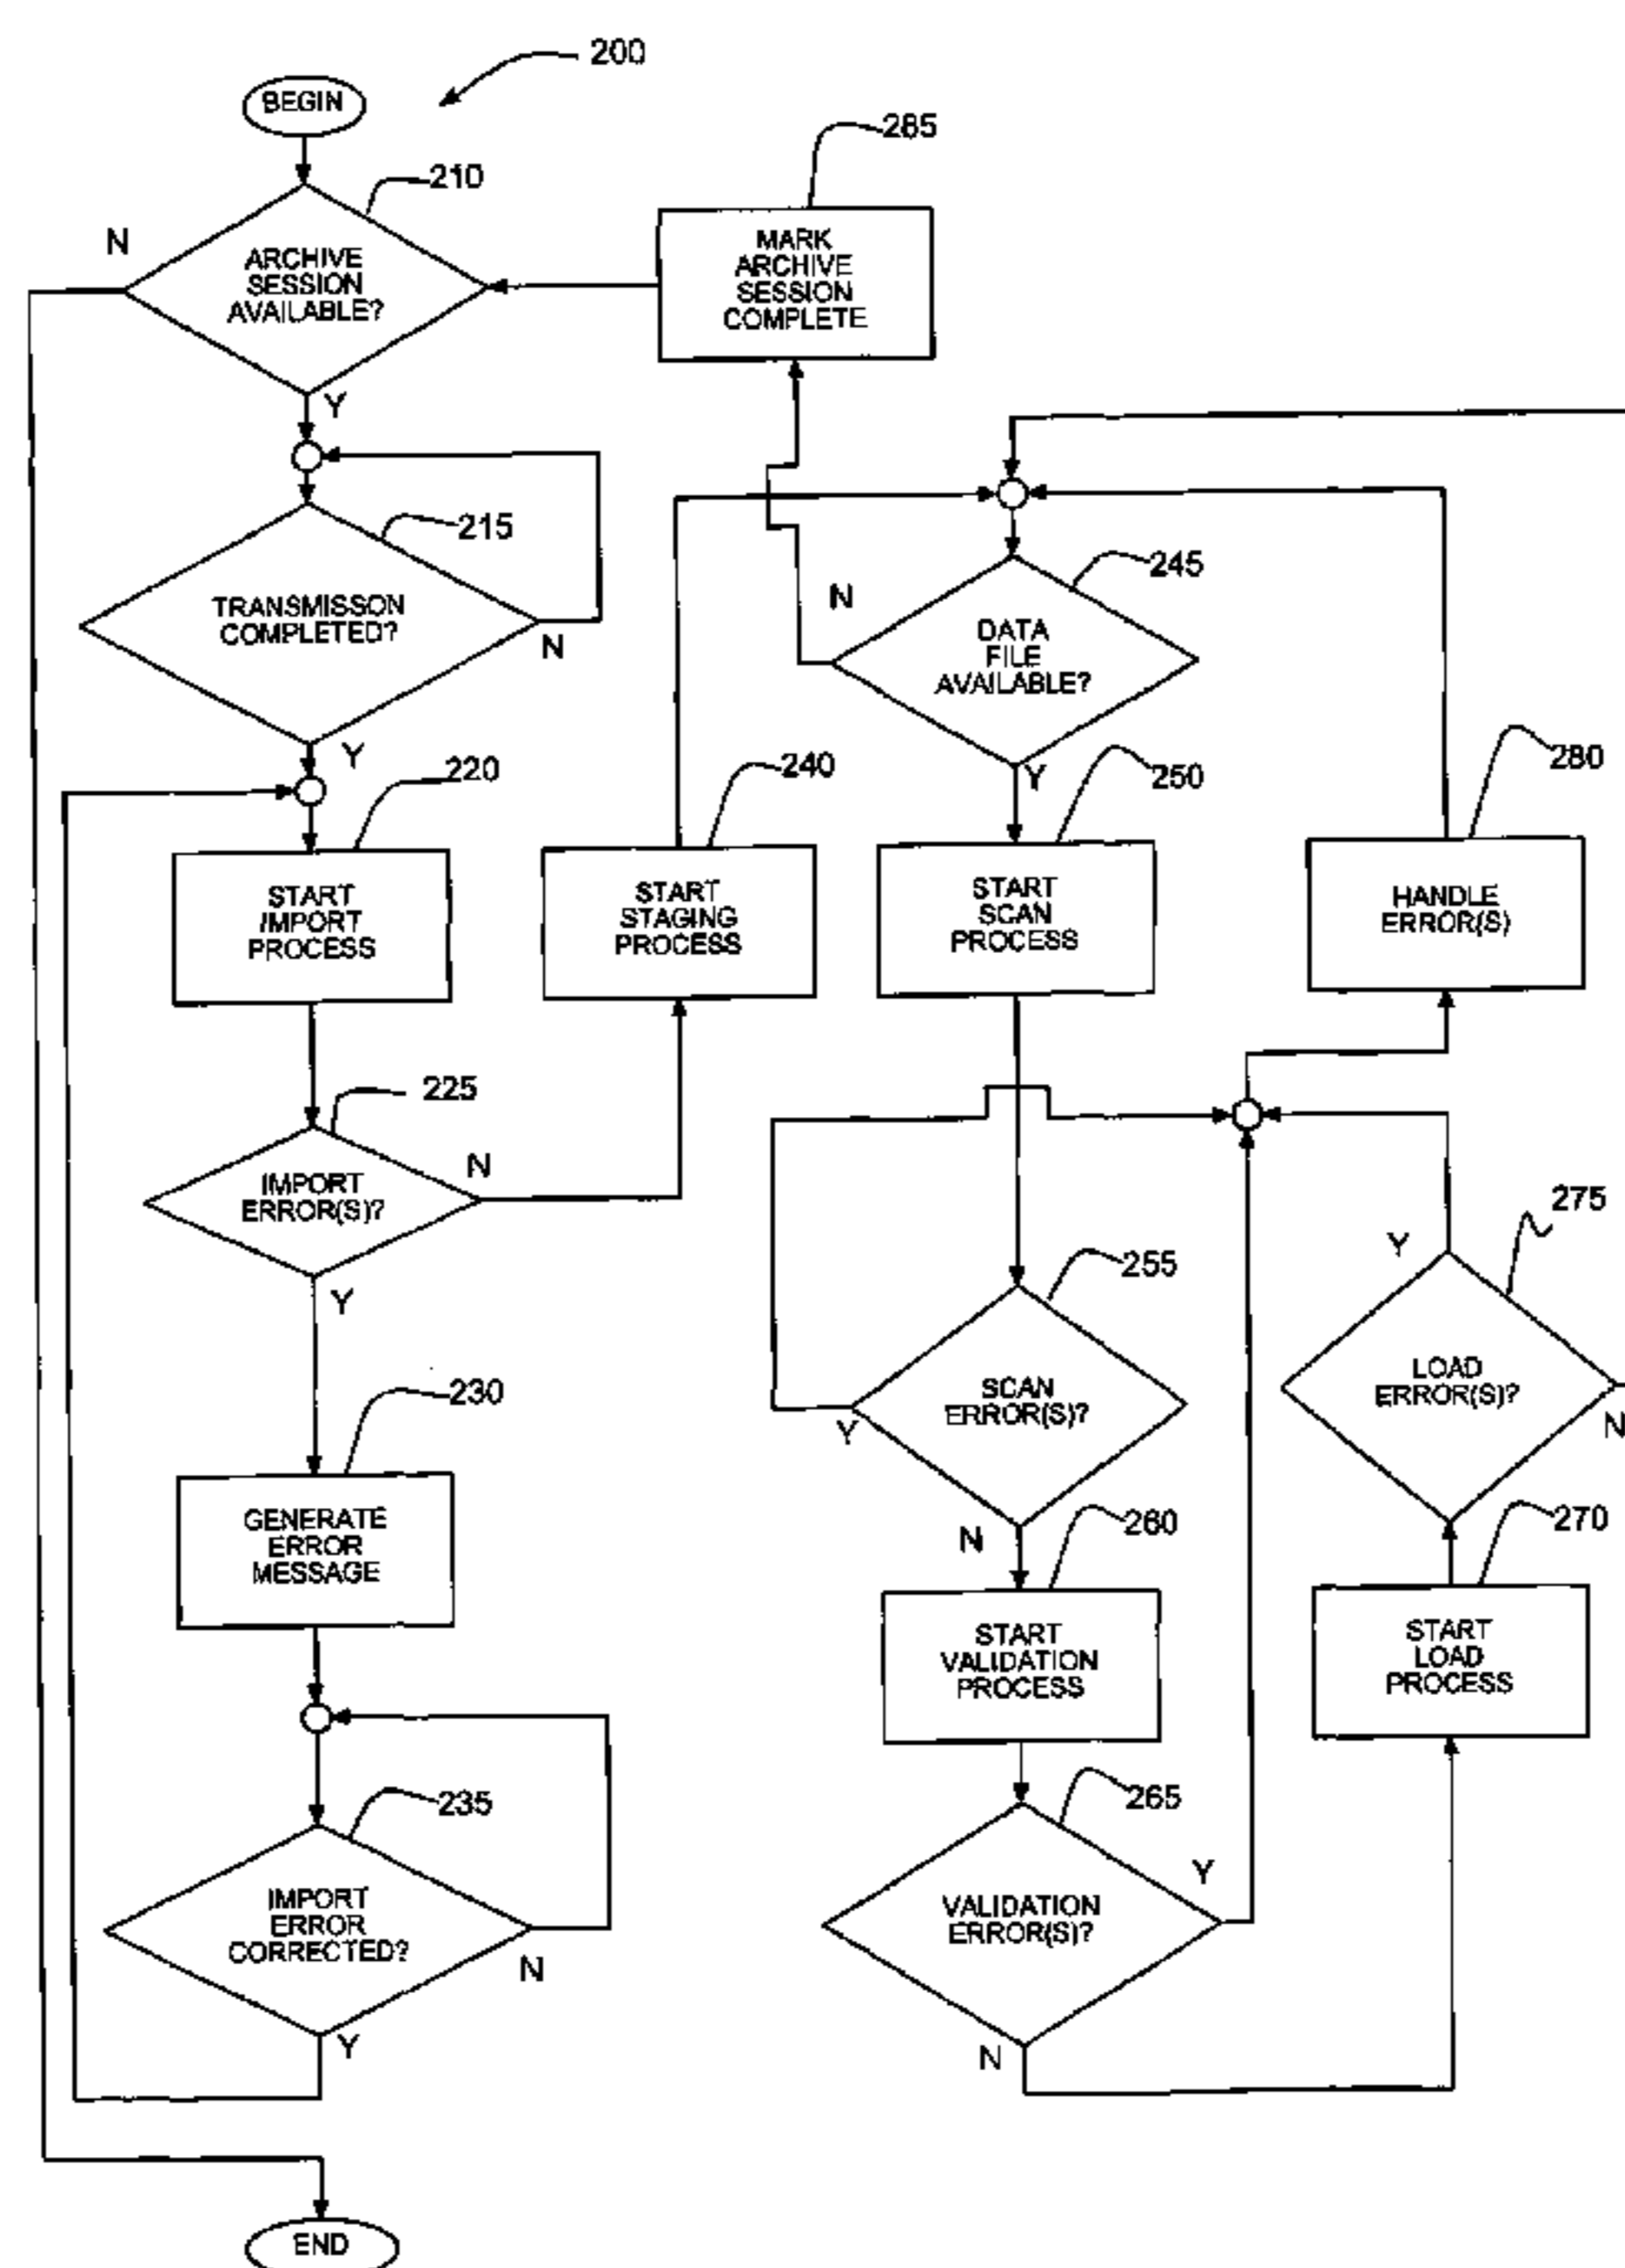 200
BEGIN
210
N
ARCHIVE
SESSION
AVAILABLE?
Y
285
MARK
ARCHIVE
SESSION
COMPLETE
215
TRANSMISSON
COMPLETED?
N
Y
220
START
IMPORT
PROCESS
240
START
STAGING
PROCESS
225
IMPORT
ERROR(S)?
N
Y
230
GENERATE
ERROR
MESSAGE
235
IMPORT
ERROR
CORRECTED?
N
Y
END
245
N
DATA
FILE
AVAILABLE?
Y
250
START
SCAN
PROCESS
280
HANDLE
ERROR(S)
255
SCAN
ERROR(S)?
Y
N
260
START
VALIDATION
PROCESS
265
VALIDATION
ERROR(S)?
Y
N
270
START
LOAD
PROCESS
275
Y
LOAD
ERROR(S)?
N